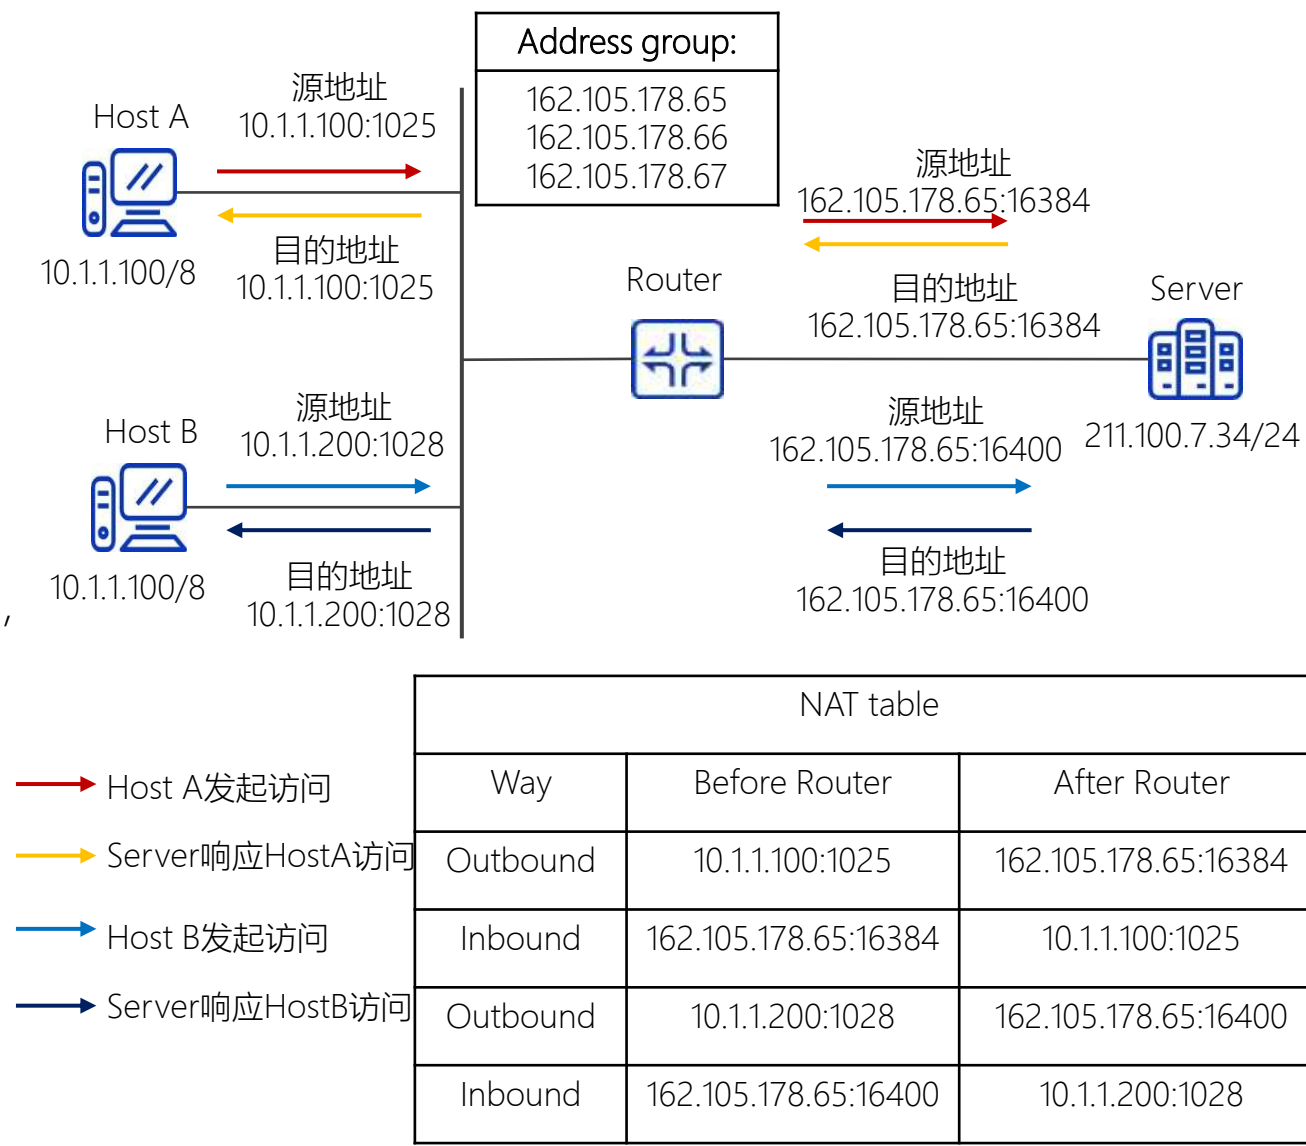 Address group:
162.105.178.65
162.105.178.66
162.105.178.67
Host A
源地址
10.1.1.100:1025
目的地址
10.1.1.100:1025
10.1.1.100/8
源地址
162.105.178.65:16384
Router
目的地址
162.105.178.65:16384
Server
211.100.7.34/24
Host B
源地址
10.1.1.200:1028
目的地址
10.1.1.200:1028
10.1.1.100/8
,
源地址
162.105.178.65:16400
目的地址
162.105.178.65:16400
Host A发起访问
Server响应HostA访问
Host B发起访问
Server响应HostB访问
NAT table
Way Before Router After Router
Outbound 10.1.1.100:1025 162.105.178.65:16384
Inbound 162.105.178.65:16384 10.1.1.100:1025
Outbound 10.1.1.200:1028 162.105.178.65:16400
Inbound 162.105.178.65:16400 10.1.1.200:1028